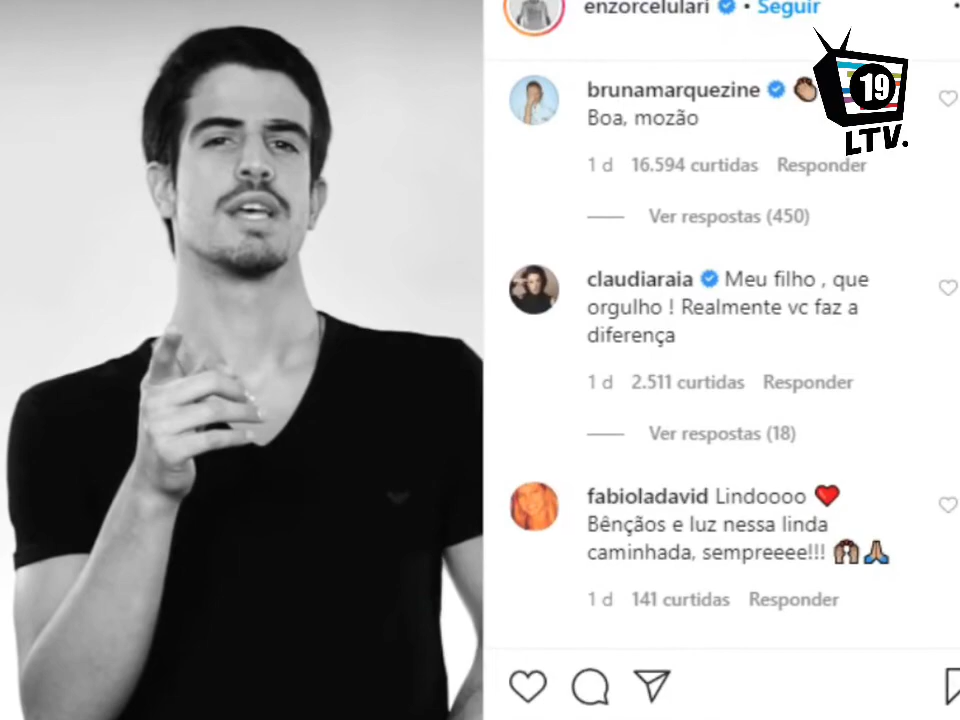 enzorcelulari • Seguir
19
LTV.
brunamarquezine 👏🏽
Boa, mozão
1 d 16.594 curtidas Responder
Ver respostas (450)
claudiaraia Meu filho , que
orgulho ! Realmente vc faz a
diferença
1 d 2.511 curtidas Responder
Ver respostas (18)
fabioladavid Lindoooo ❤️
Bênçãos e luz nessa linda
caminhada, sempreeee!!! 🙌🏽🙏🏽
1 d 141 curtidas Responder